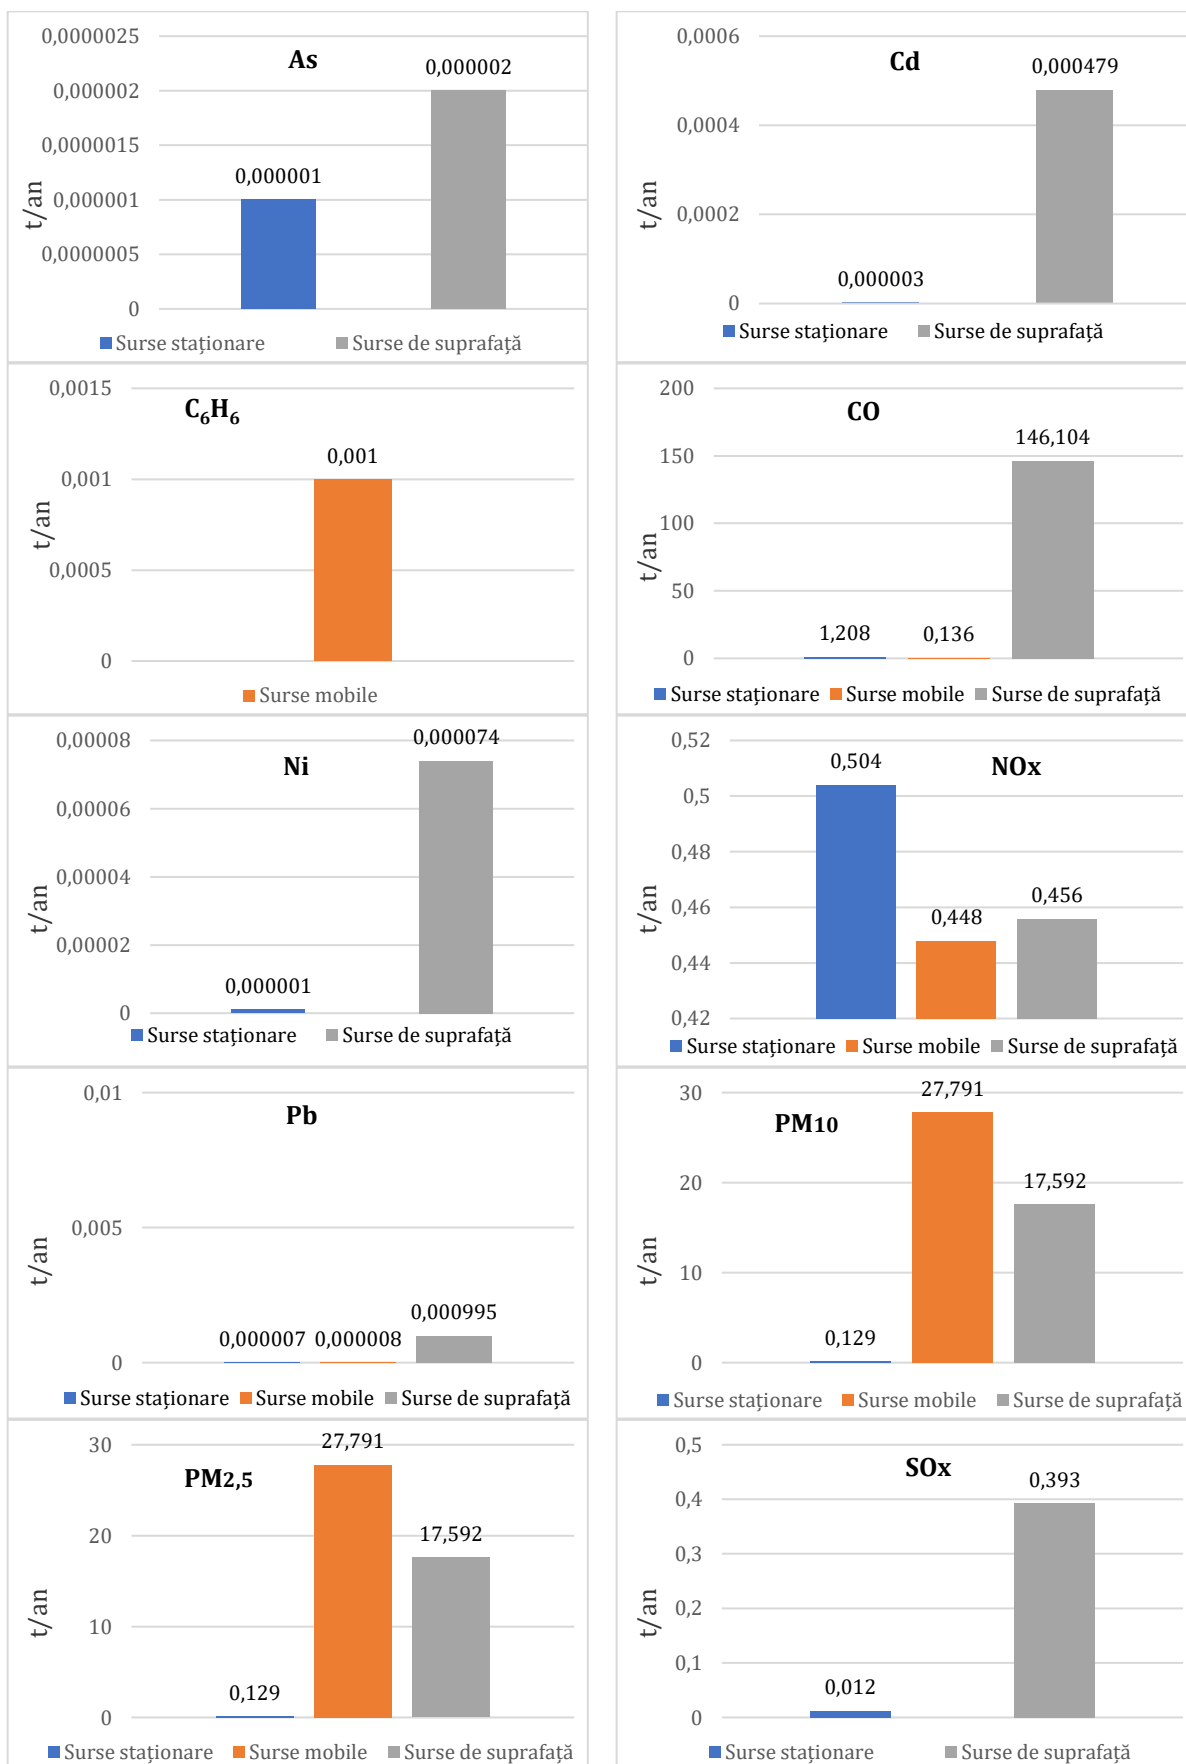 As
t/an
0,0000025
0,000002
0,0000015
0,000001
0,0000005
0
0,000001
0,000002
Surse staționare Surse de suprafață
Cd
t/an
0,0006
0,0004
0,0002
0
0,000003
0,000479
Surse staționare Surse de suprafață
C₆H₆
t/an
0,0015
0,001
0,0005
0
0,001
Surse mobile
CO
t/an
200
150
100
50
0
1,208
0,136
146,104
Surse staționare Surse mobile Surse de suprafață
Ni
t/an
0,00008
0,00006
0,00004
0,00002
0
0,000001
0,000074
Surse staționare Surse de suprafață
NOx
t/an
0,52
0,5
0,48
0,46
0,44
0,42
0,504
0,448
0,456
Surse staționare Surse mobile Surse de suprafață
Pb
t/an
0,01
0,005
0
0,000007
0,000008
0,000995
Surse staționare Surse mobile Surse de suprafață
PM10
t/an
30
20
10
0
0,129
27,791
17,592
Surse staționare Surse mobile Surse de suprafață
PM2,5
t/an
30
20
10
0
0,129
27,791
17,592
Surse staționare Surse mobile Surse de suprafață
SOx
t/an
0,5
0,4
0,3
0,2
0,1
0
0,012
0,393
Surse staționare Surse de suprafață